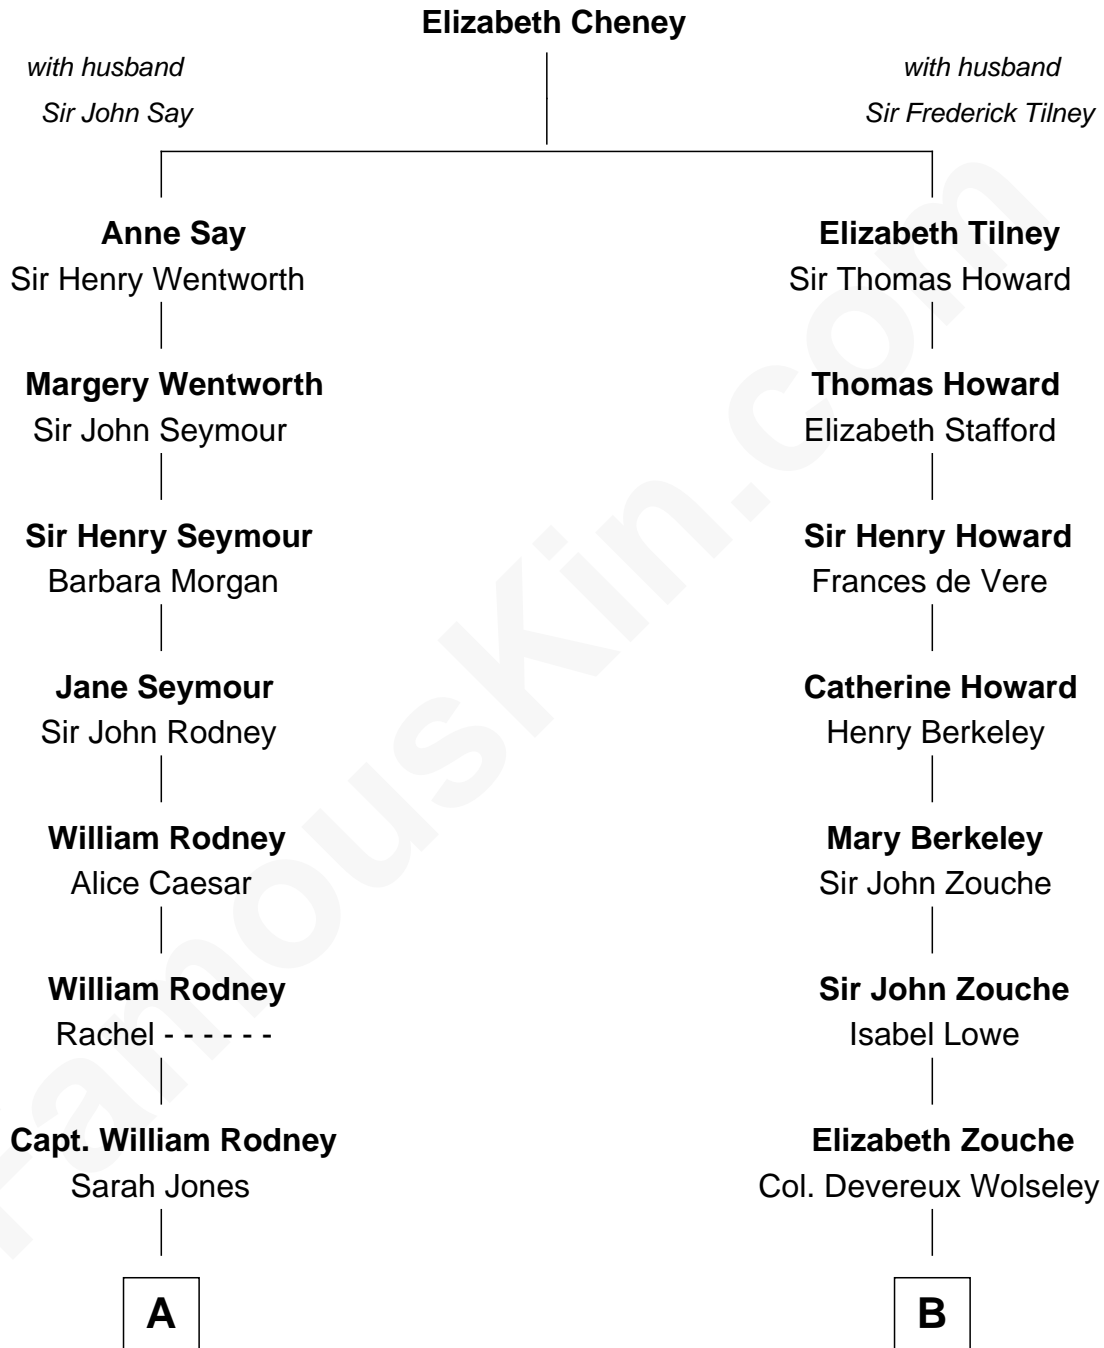 Elizabeth Cheney
with husband
Sir John Say
with husband
Sir Frederick Tilney
Anne Say
Sir Henry Wentworth
Elizabeth Tilney
Sir Thomas Howard
Margery Wentworth
Sir John Seymour
Thomas Howard
Elizabeth Stafford
Sir Henry Seymour
Barbara Morgan
Sir Henry Howard
Frances de Vere
Jane Seymour
Sir John Rodney
Catherine Howard
Henry Berkeley
William Rodney
Alice Caesar
Mary Berkeley
Sir John Zouche
William Rodney
Rachel - - - - - -
Sir John Zouche
Isabel Lowe
Capt. William Rodney
Sarah Jones
Elizabeth Zouche
Col. Devereux Wolseley
A
B
FamousKin.com